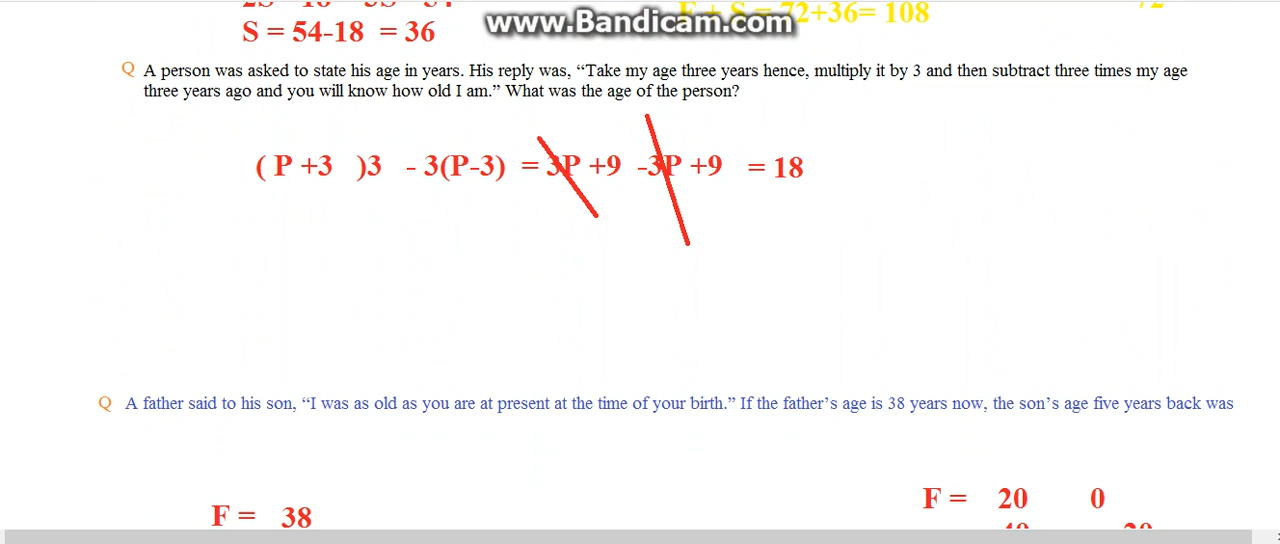 S = 54-18 = 36
www.Bandicam.com
72+36= 108
Q A person was asked to state his age in years. His reply was, “Take my age three years hence, multiply it by 3 and then subtract three times my age
three years ago and you will know how old I am.” What was the age of the person?
( P +3 )3 - 3(P-3) = 3P +9 -3P +9 = 18
Q A father said to his son, “I was as old as you are at present at the time of your birth.” If the father’s age is 38 years now, the son’s age five years back was
F = 20 0
F = 38